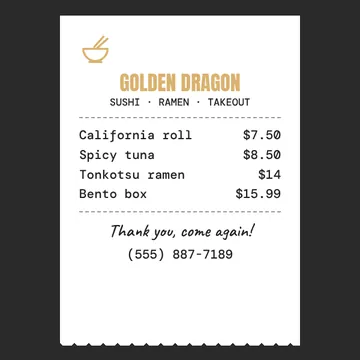 GOLDEN DRAGON
SUSHI · RAMEN · TAKEOUT
California roll $7.50
Spicy tuna $8.50
Tonkotsu ramen $14
Bento box $15.99
Thank you, come again!
(555) 887-7189